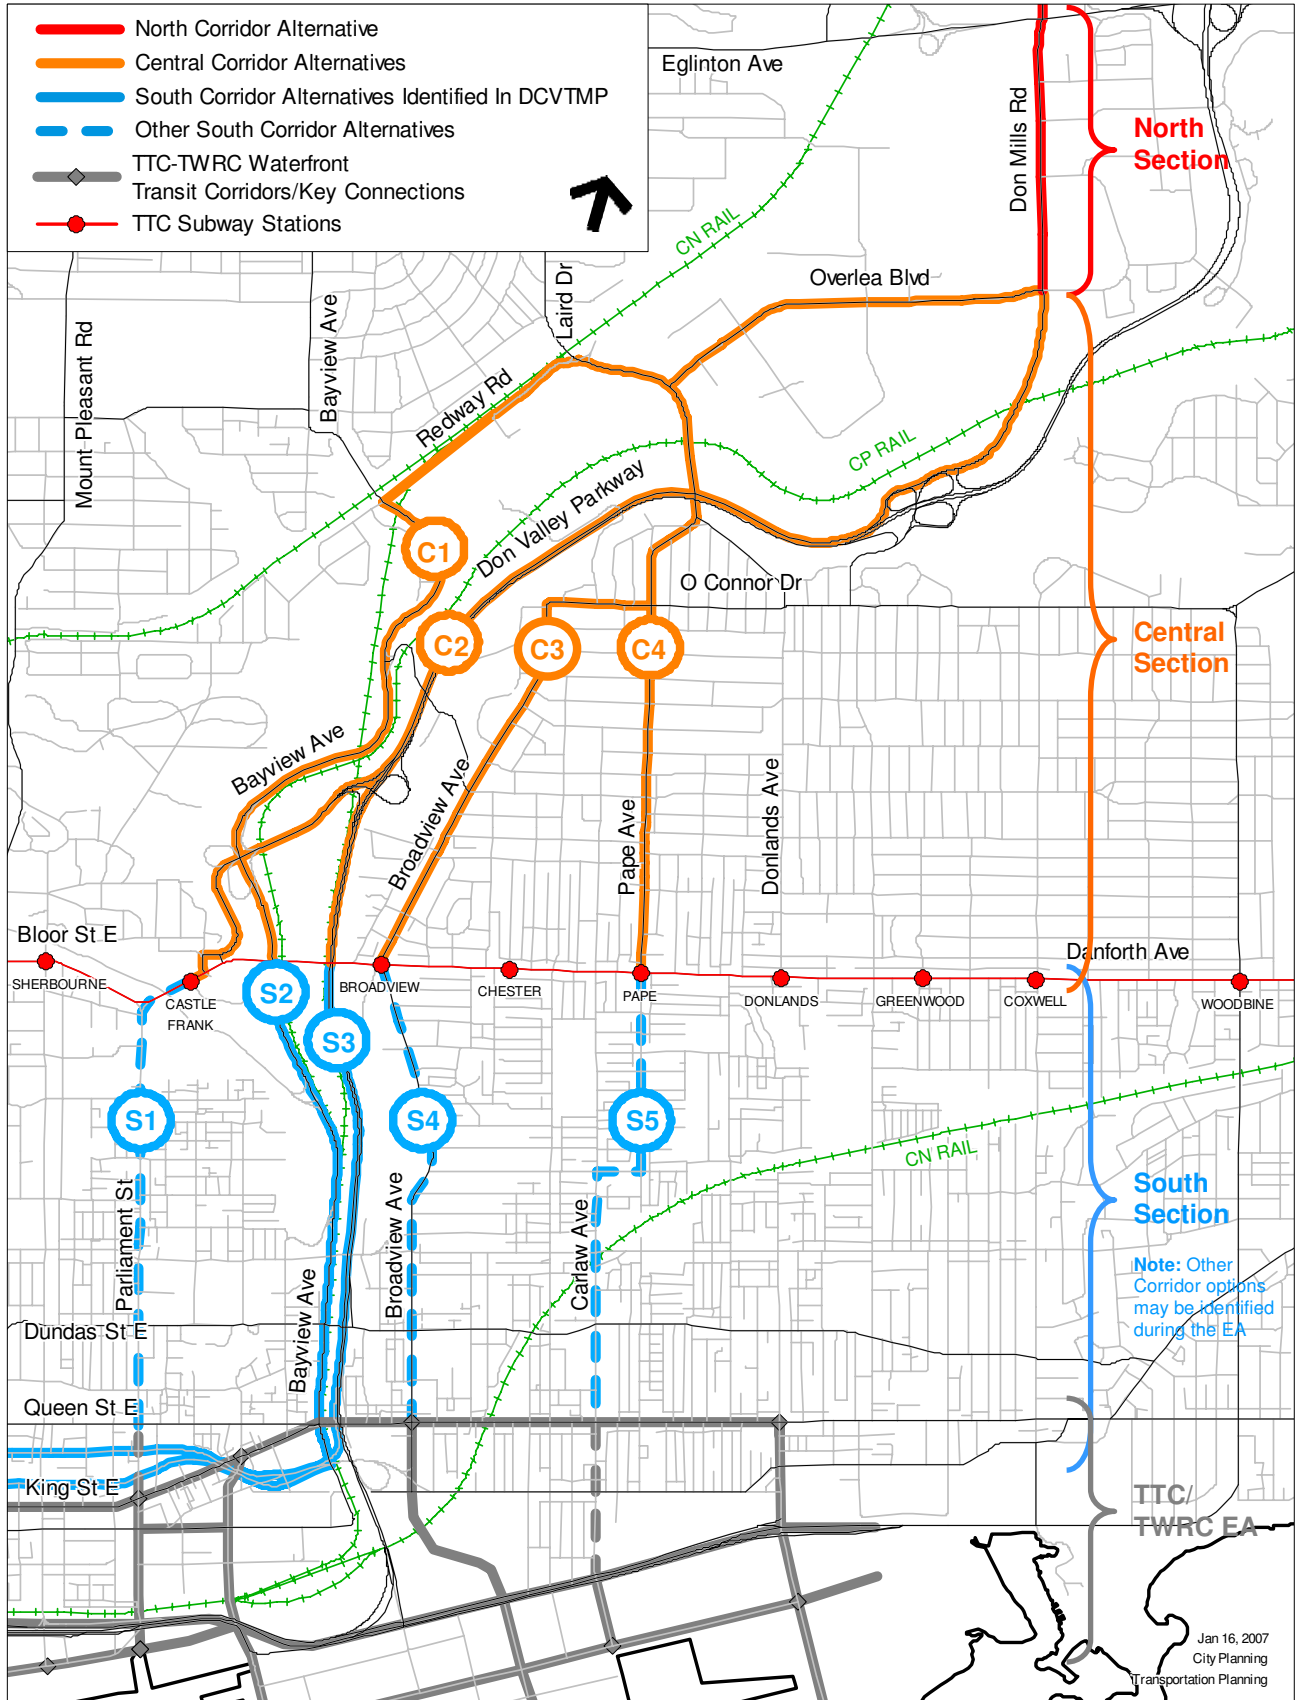 North Corridor Alternative
Central Corridor Alternatives
South Corridor Alternatives Identified In DCVTMP
Other South Corridor Alternatives
TTC-TWRC Waterfront
Transit Corridors/Key Connections
TTC Subway Stations
Eglinton Ave
Don Mills Rd
North
Section
CN RAIL
Overlea Blvd
Laird Dr
Bayview Ave
Mount Pleasant Rd
Redway Rd
CP RAIL
Don Valley Parkway
C1
O Connor Dr
C2
C3
C4
Central
Section
Bayview Ave
Broadview Ave
Pape Ave
Donlands Ave
Bloor St E
Danforth Ave
SHERBOURNE
CASTLE
FRANK
S2
BROADVIEW
CHESTER
PAPE
DONLANDS
GREENWOOD
COXWELL
WOODBINE
S3
S1
S4
S5
CN RAIL
Parliament St
Broadview Ave
Carlaw Ave
Bayview Ave
South
Section
Note: Other
Corridor options
may be identified
during the EA
Dundas St E
Queen St E
King St E
TTC/
TWRC EA
Jan 16, 2007
City Planning
Transportation Planning